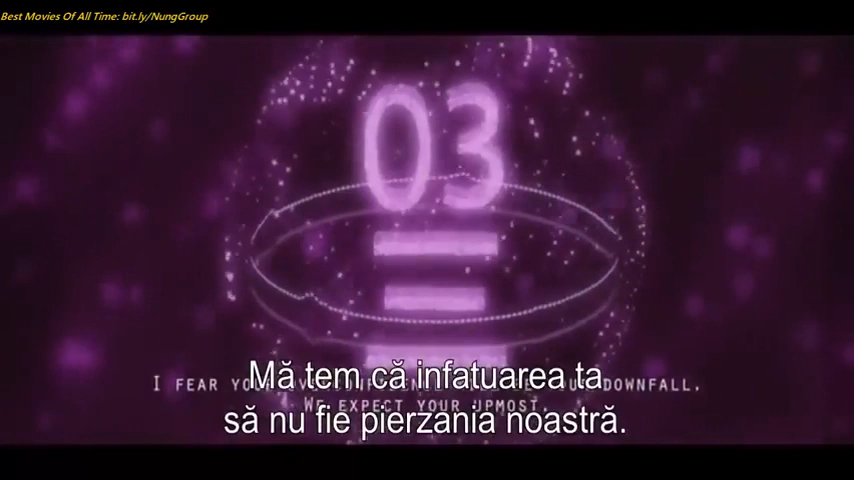 Best Movies Of All Time: bit.ly/NungGroup
03
Mă tem că infatuarea ta
I FEAR DOWNFALL.
WE EXPECT YOUR UPMOST.
să nu fie pierzania noastră.